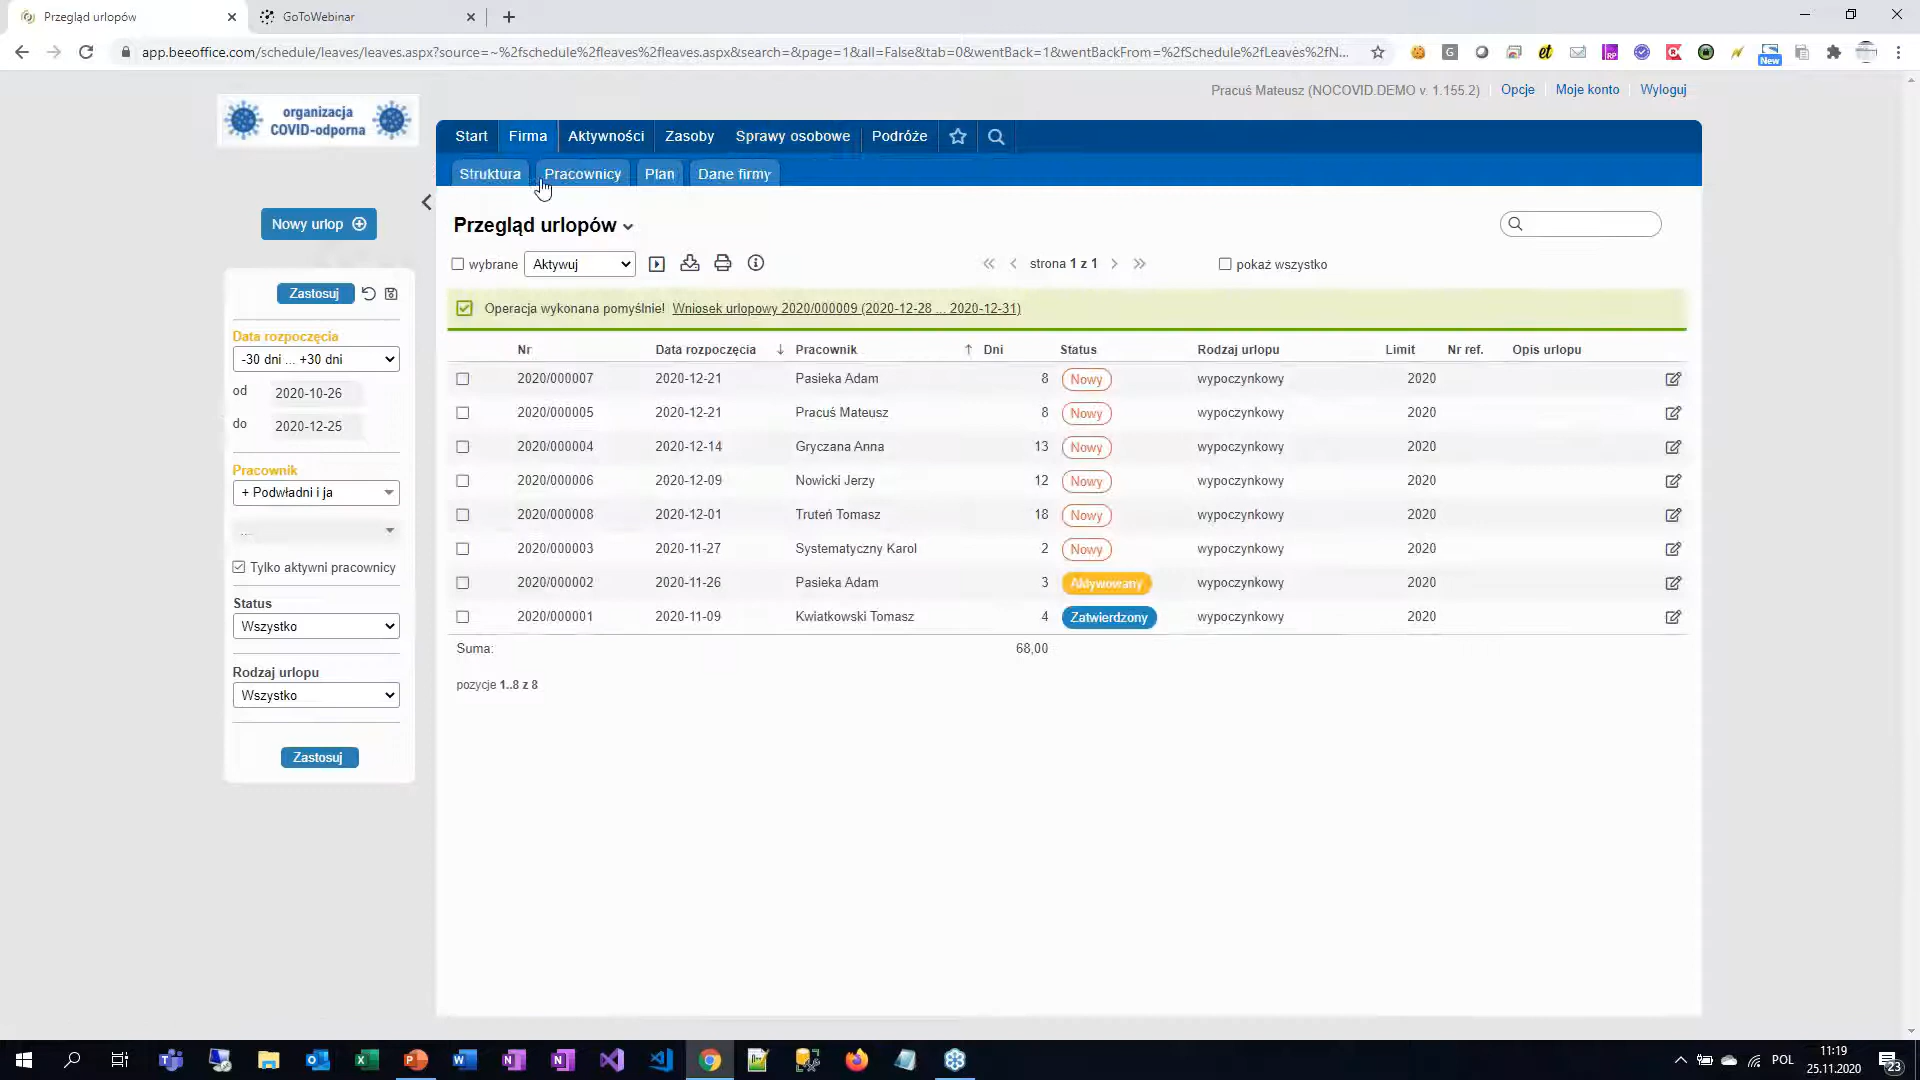 Przegląd urlopów
GoToWebinar
app.beeoffice.com/schedule/leaves/leaves.aspx?source=~%2fschedule%2fleaves%2fleaves.aspx&search=&page=1&all=False&tab=0&wentBack=1&wentBackFrom=%2fSchedule%2fLeaves%2fN...
New
organizacja
COVID-odporna
Pracuś Mateusz (NOCOVID.DEMO v. 1.155.2) Opcje Moje konto Wyloguj
Start Firma Aktywności Zasoby Sprawy osobowe Podróże
Struktura Pracownicy Plan Dane firmy
Nowy urlop
Przegląd urlopów
wybrane Aktywuj strona 1 z 1 pokaż wszystko
Operacja wykonana pomyślnie! Wniosek urlopowy 2020/000009 (2020-12-28 ... 2020-12-31)
Zastosuj
Data rozpoczęcia
-30 dni ... +30 dni
od 2020-10-26
do 2020-12-25
Pracownik
+ Podwładni i ja
...
Tylko aktywni pracownicy
Status
Wszystko
Rodzaj urlopu
Wszystko
Zastosuj
Nr Data rozpoczęcia Pracownik Dni Status Rodzaj urlopu Limit Nr ref. Opis urlopu
2020/000007 2020-12-21 Pasieka Adam 8 Nowy wypoczynkowy 2020
2020/000005 2020-12-21 Pracuś Mateusz 8 Nowy wypoczynkowy 2020
2020/000004 2020-12-14 Gryczana Anna 13 Nowy wypoczynkowy 2020
2020/000006 2020-12-09 Nowicki Jerzy 12 Nowy wypoczynkowy 2020
2020/000008 2020-12-01 Truteń Tomasz 18 Nowy wypoczynkowy 2020
2020/000003 2020-11-27 Systematyczny Karol 2 Nowy wypoczynkowy 2020
2020/000002 2020-11-26 Pasieka Adam 3 Aktywowany wypoczynkowy 2020
2020/000001 2020-11-09 Kwiatkowski Tomasz 4 Zatwierdzony wypoczynkowy 2020
Suma: 68,00
pozycje 1..8 z 8
POL
11:19
25.11.2020
23